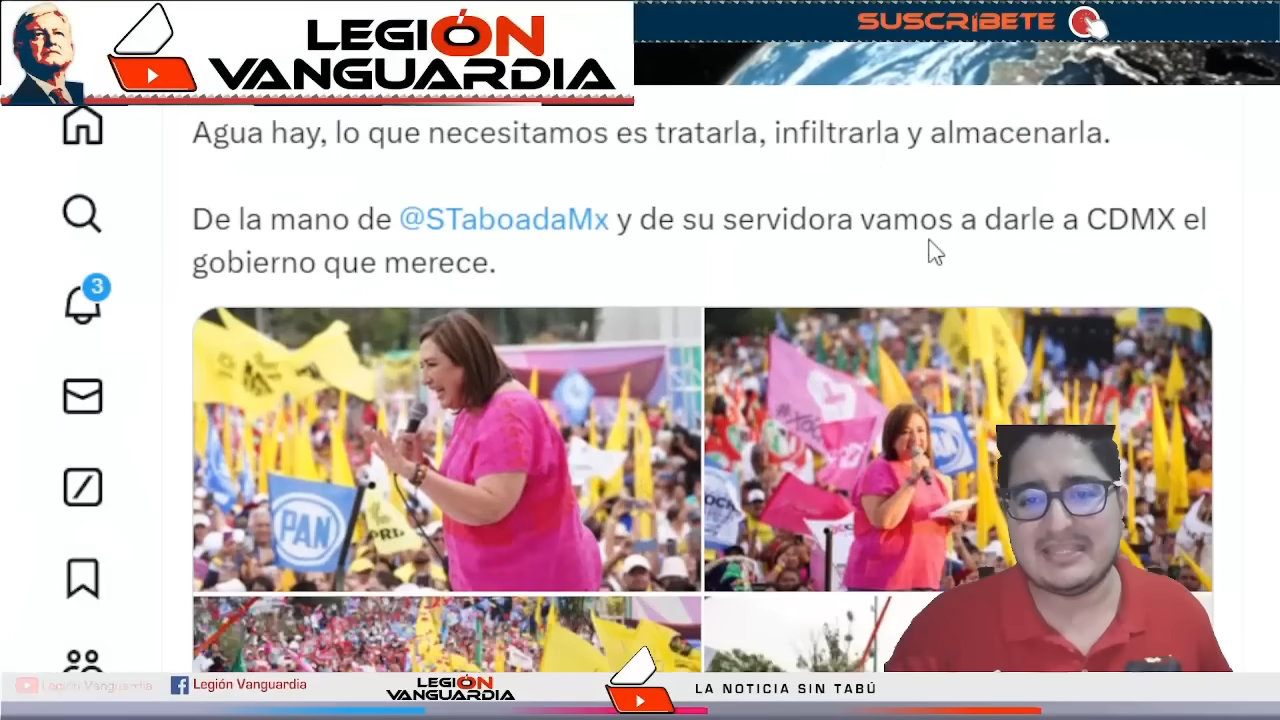 LEGIÓN
VANGUARDIA
SUSCRÍBETE
Agua hay, lo que necesitamos es tratarla, infiltrarla y almacenarla.
De la mano de @STaboadaMx y de su servidora vamos a darle a CDMX el
gobierno que merece.
3
PAN
PRD
PAN
Legión Vanguardia
Legión Vanguardia
LEGIÓN
VANGUARDIA
LA NOTICIA SIN TABÚ